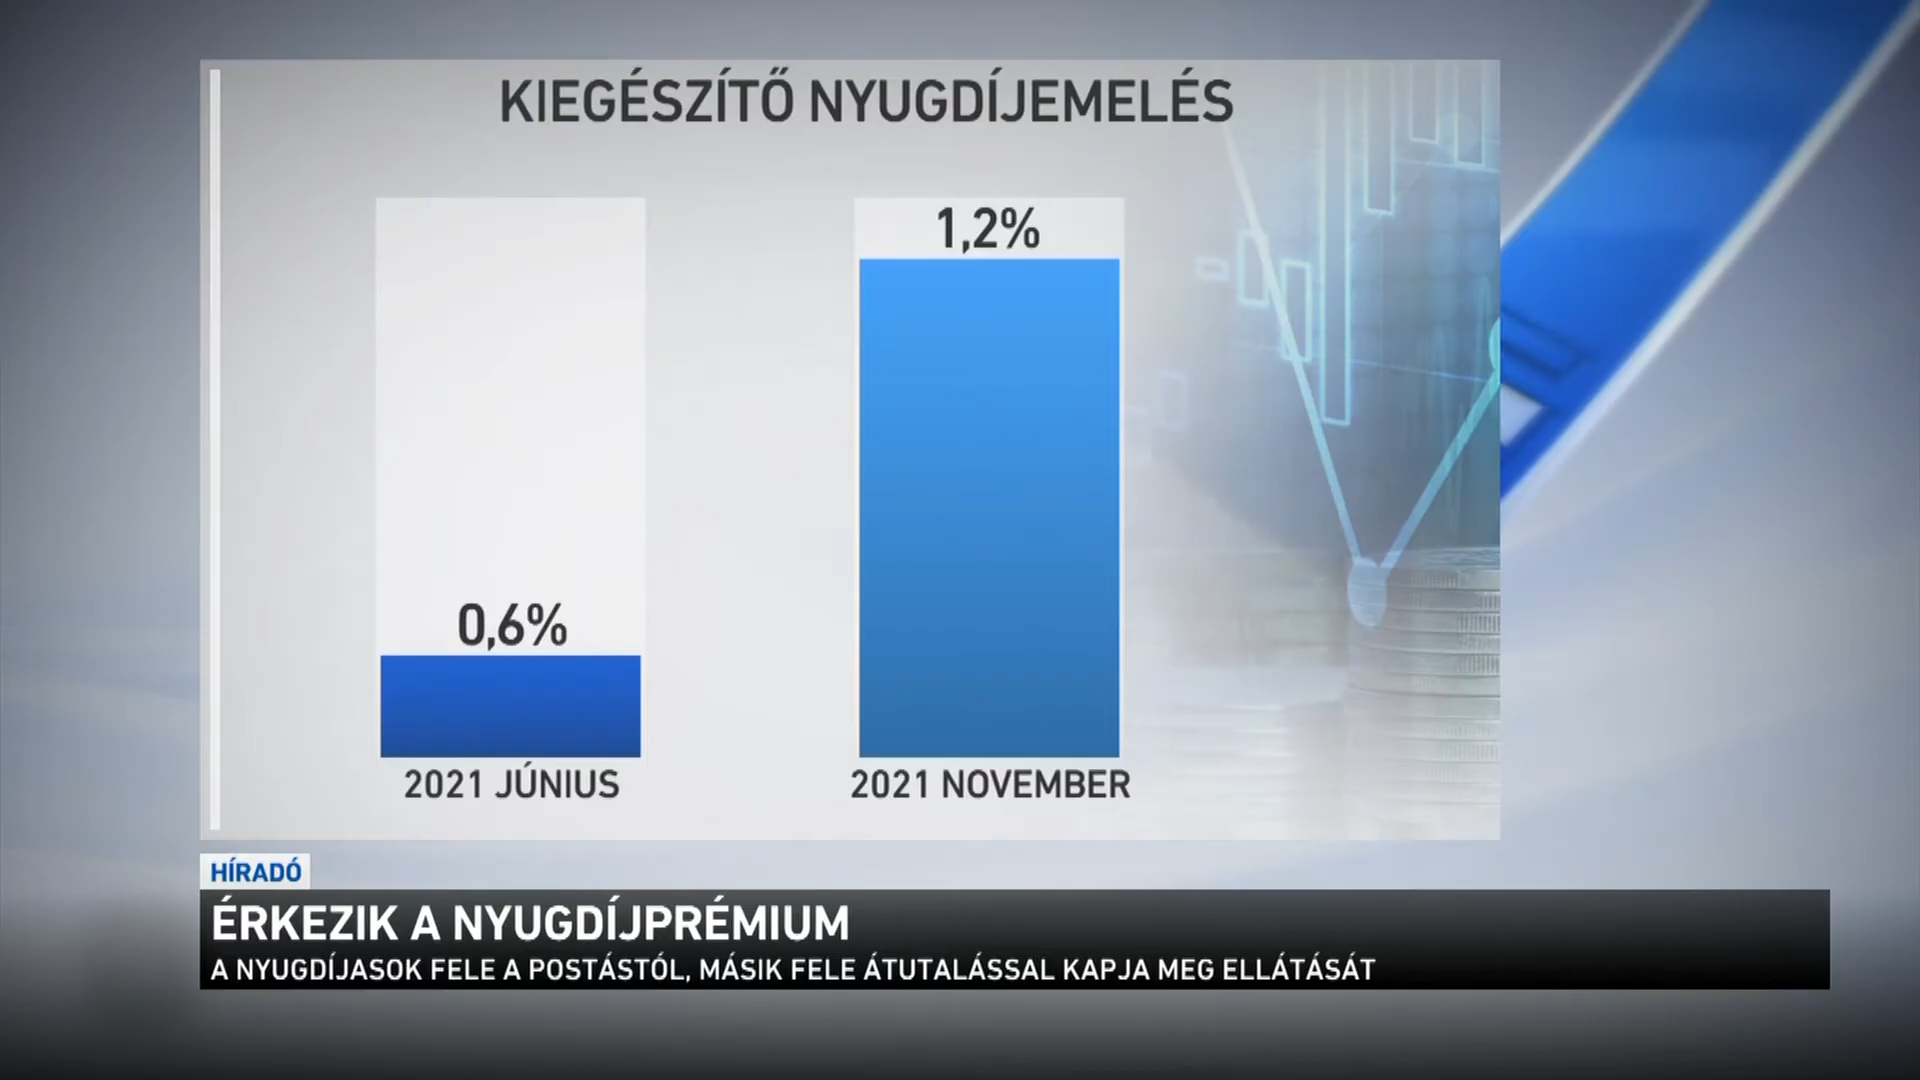 KIEGÉSZÍTŐ NYUGDÍJEMELÉS
1,2%
0,6%
2021 JÚNIUS
2021 NOVEMBER
HÍRADÓ
ÉRKEZIK A NYUGDÍJPRÉMIUM
A NYUGDÍJASOK FELE A POSTÁSTÓL, MÁSIK FELE ÁTUTALÁSSAL KAPJA MEG ELLÁTÁSÁT